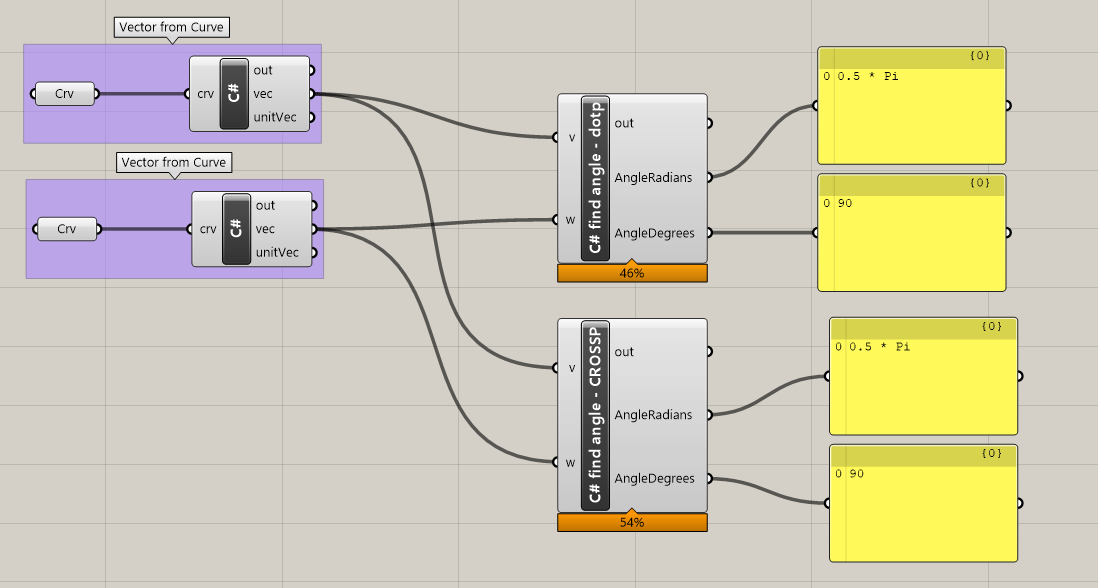 Vector from Curve
Crv
crv
C#
out
vec
unitVec
Vector from Curve
Crv
crv
C#
out
vec
unitVec
v
w
C# find angle - dotp
out
AngleRadians
AngleDegrees
46%
{0}
0 0.5 * Pi
{0}
0 90
v
w
C# find angle - CROSSP
out
AngleRadians
AngleDegrees
54%
{0}
0 0.5 * Pi
{0}
0 90